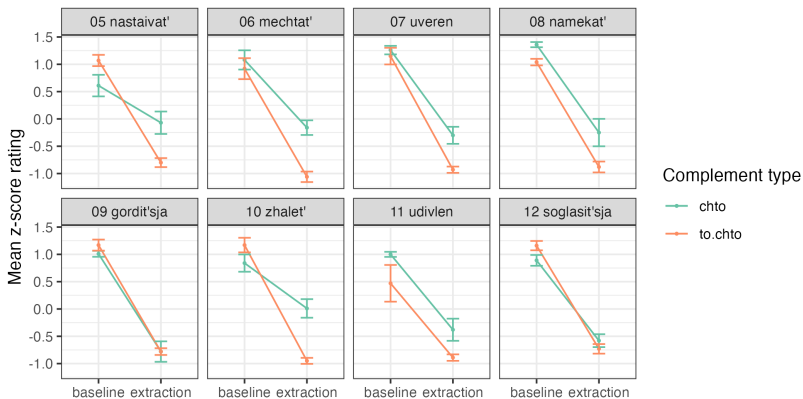 05 nastaivat' 06 mechtat' 07 uveren 08 namekat'
1.5
1.0
0.5
0.0
-0.5
-1.0
09 gordit'sja 10 zhalet' 11 udivlen 12 soglasit'sja
1.5
1.0
0.5
0.0
-0.5
-1.0
baseline extraction baseline extraction baseline extraction baseline extraction
Mean z-score rating
Complement type
chto
to.chto